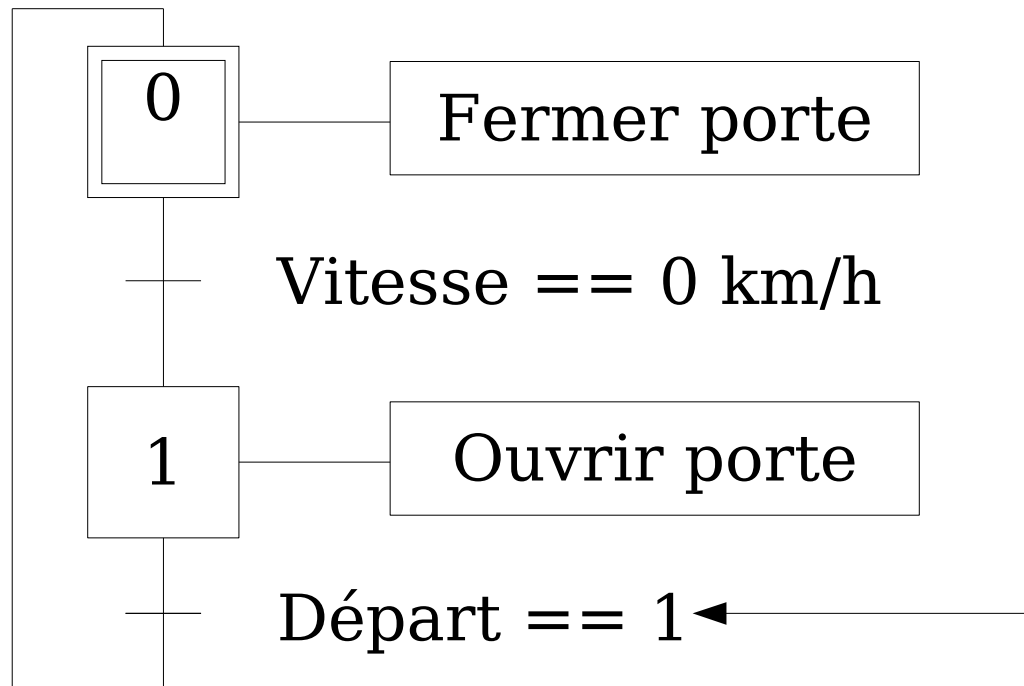 0
Fermer porte
Vitesse == 0 km/h
1
Ouvrir porte
Départ == 1